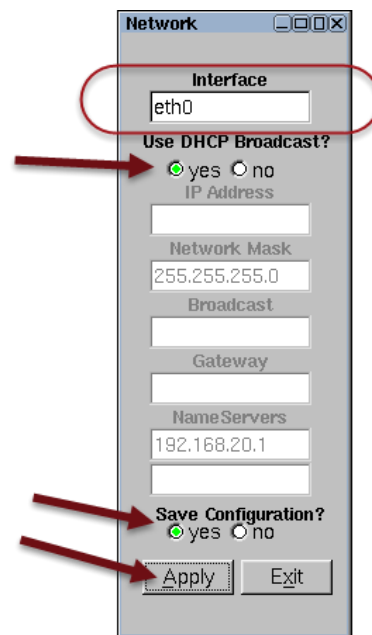 Network
Interface
eth0
Use DHCP Broadcast?
yes no
IP Address
Network Mask
255.255.255.0
Broadcast
Gateway
NameServers
192.168.20.1
Save Configuration?
yes no
Apply Exit